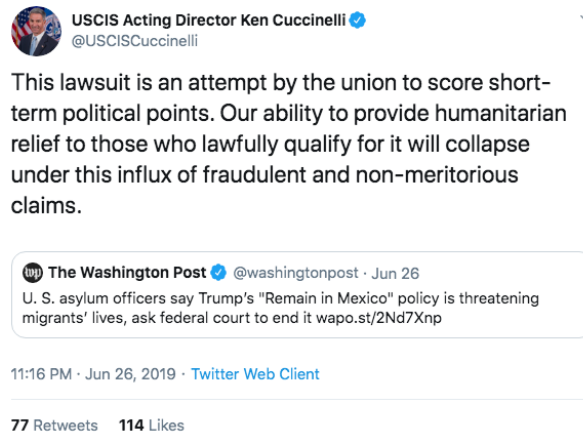 USCIS Acting Director Ken Cuccinelli
@USCISCuccinelli
This lawsuit is an attempt by the union to score short-
term political points. Our ability to provide humanitarian
relief to those who lawfully qualify for it will collapse
under this influx of fraudulent and non-meritorious
claims.
wp The Washington Post @washingtonpost · Jun 26
U. S. asylum officers say Trump's "Remain in Mexico" policy is threatening
migrants' lives, ask federal court to end it wapo.st/2Nd7Xnp
11:16 PM · Jun 26, 2019 · Twitter Web Client
77 Retweets 114 Likes